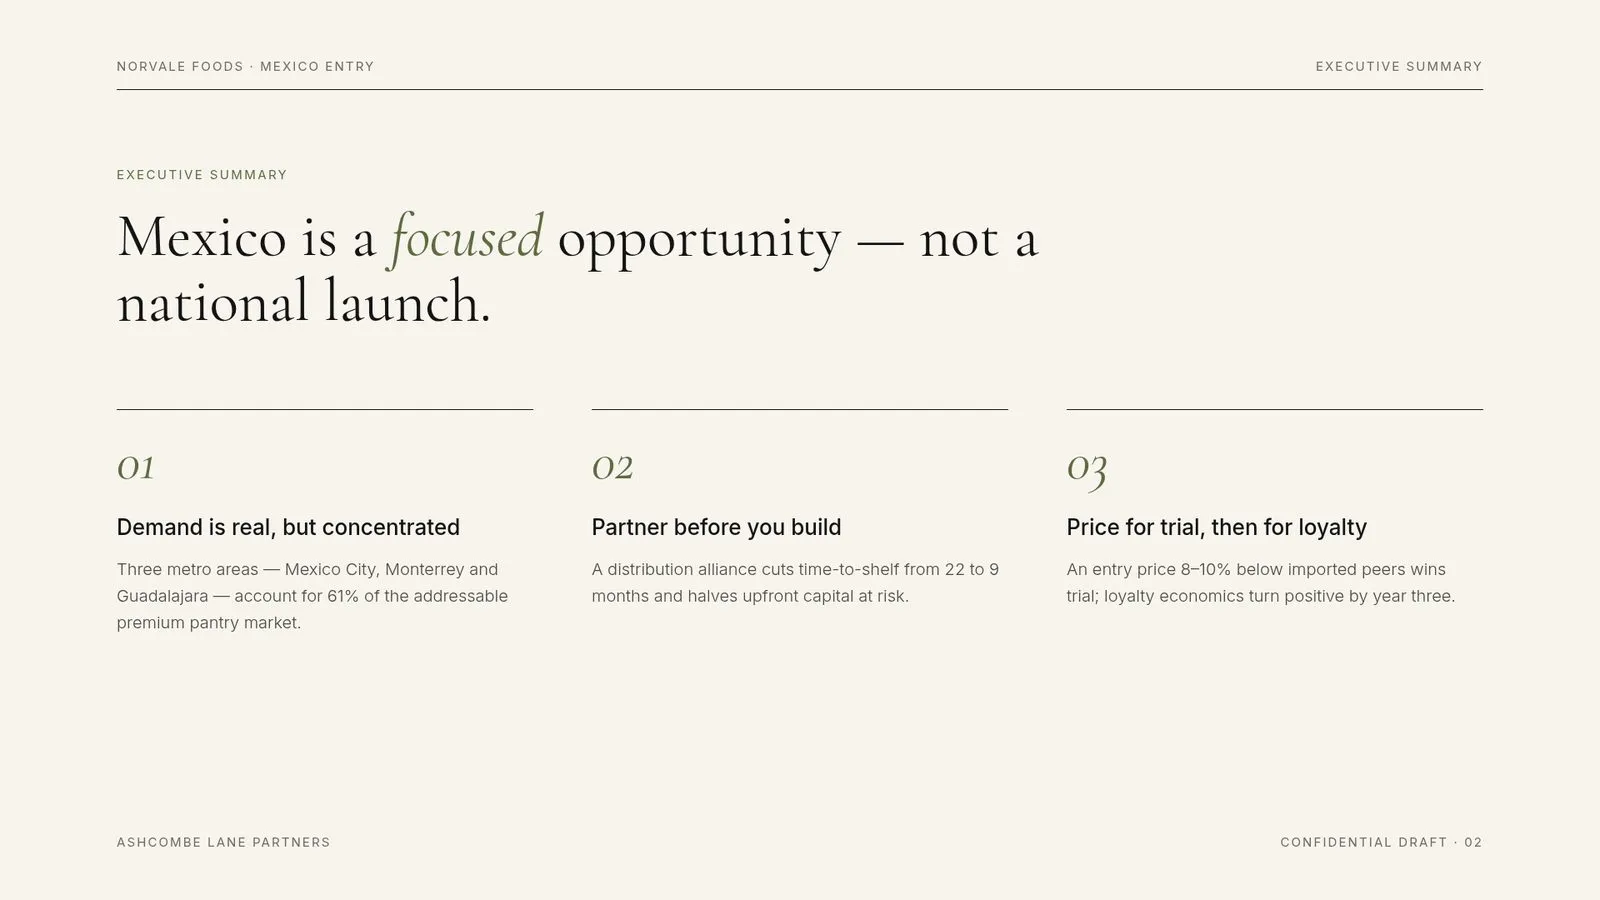 NORVALE FOODS · MEXICO ENTRY
EXECUTIVE SUMMARY
EXECUTIVE SUMMARY
Mexico is a focused opportunity — not a
national launch.
01
Demand is real, but concentrated
Three metro areas — Mexico City, Monterrey and
Guadalajara — account for 61% of the addressable
premium pantry market.
02
Partner before you build
A distribution alliance cuts time-to-shelf from 22 to 9
months and halves upfront capital at risk.
03
Price for trial, then for loyalty
An entry price 8–10% below imported peers wins
trial; loyalty economics turn positive by year three.
ASHCOMBE LANE PARTNERS
CONFIDENTIAL DRAFT · 02